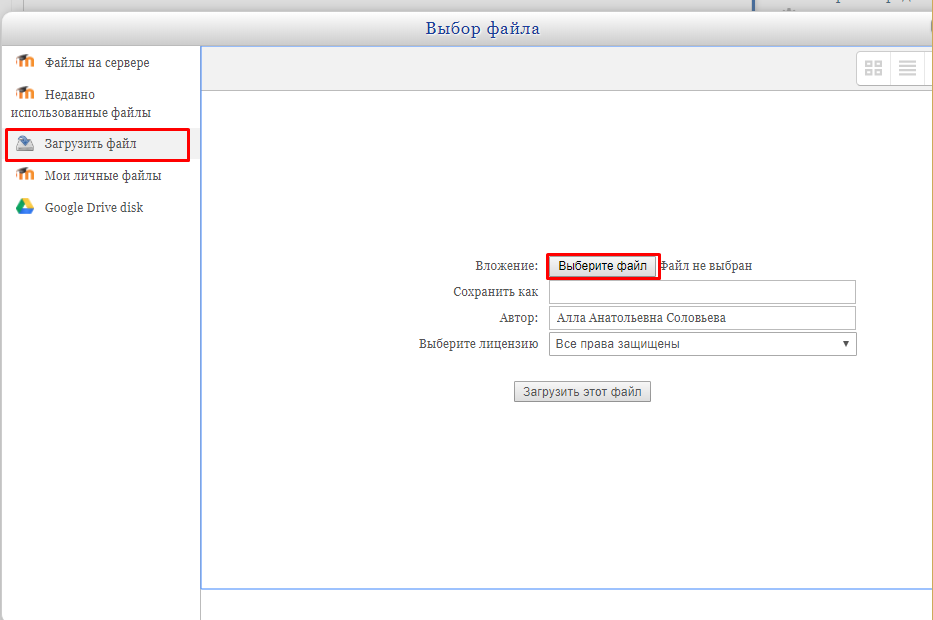 Выбор файла
Файлы на сервере
Недавно
использованные файлы
Загрузить файл
Мои личные файлы
Google Drive disk
Вложение: Выберите файл Файл не выбран
Сохранить как
Автор: Алла Анатольевна Соловьева
Выберите лицензию Все права защищены
Загрузить этот файл